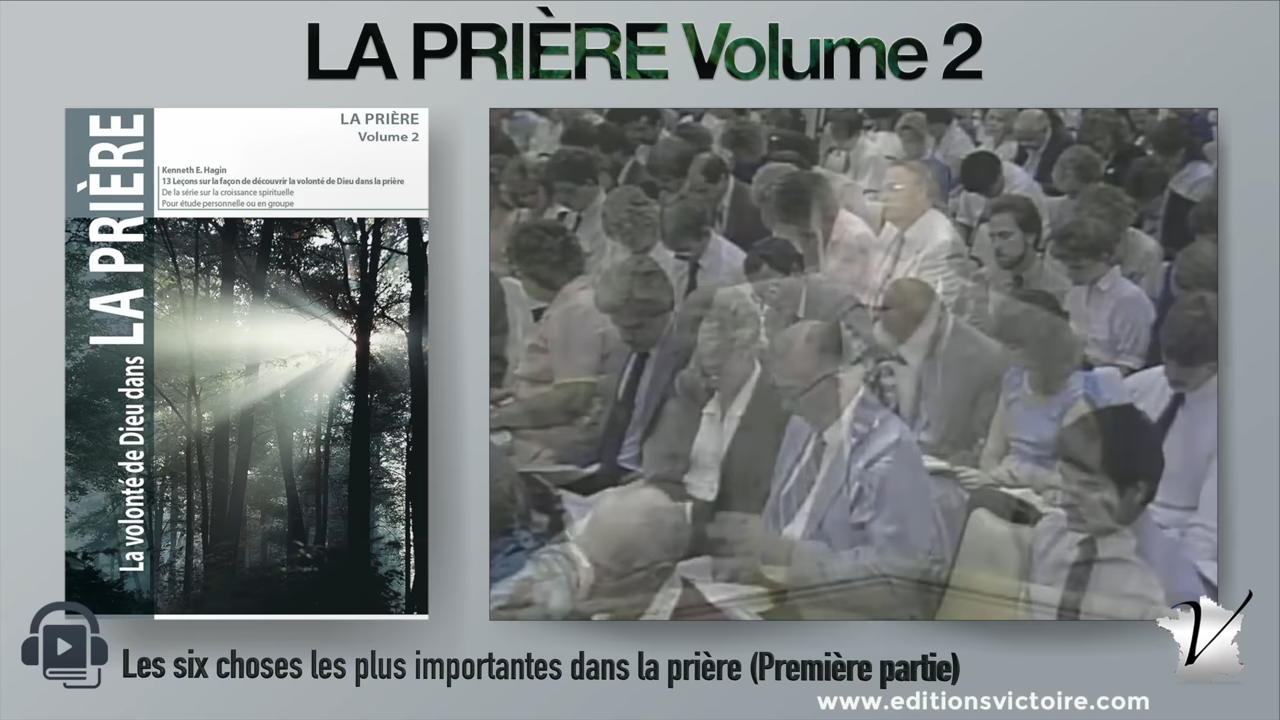 LA PRIÈRE Volume 2
LA PRIÈRE
Volume 2
Kenneth E. Hagin
13 Leçons sur la façon de découvrir la volonté de Dieu dans la prière
De la série sur la croissance spirituelle
Pour étude personnelle ou en groupe
La volonté de Dieu dans LA PRIÈRE
Les six choses les plus importantes dans la prière (Première partie)
V
www.editionsvictoire.com